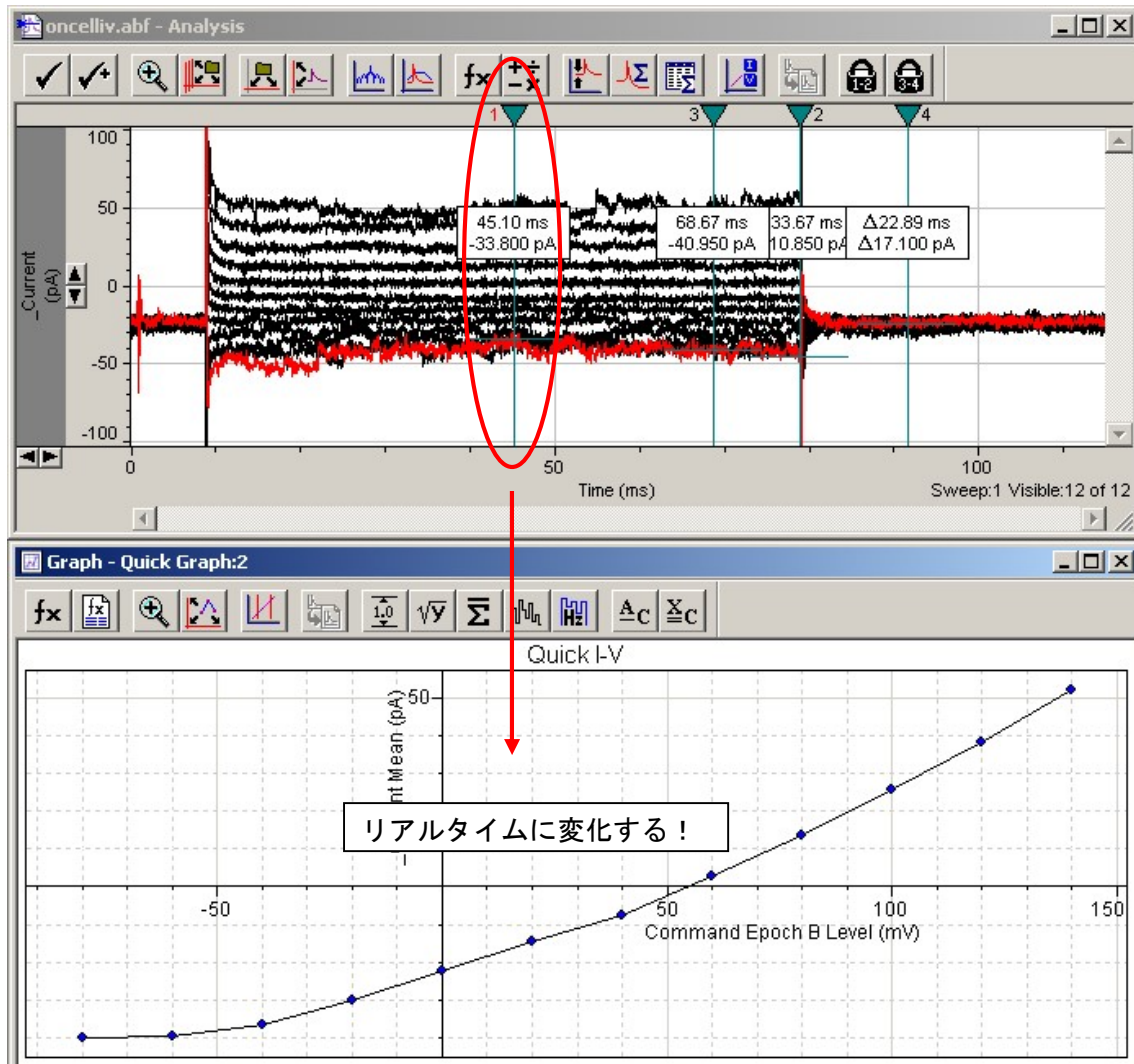 oncelliv.abf - Analysis
1 3 2 4
100
50
0
-50
-100
_Current
(pA)
45.10 ms
-33.800 pA
68.67 ms
-40.950 pA
33.67 ms
10.850 pA
Δ22.89 ms
Δ17.100 pA
0 50 100
Time (ms)
Sweep:1 Visible:12 of 12
Graph - Quick Graph:2
Quick I-V
50
nt Mean (pA)
リアルタイムに変化する!
-50 50 100 150
Command Epoch B Level (mV)